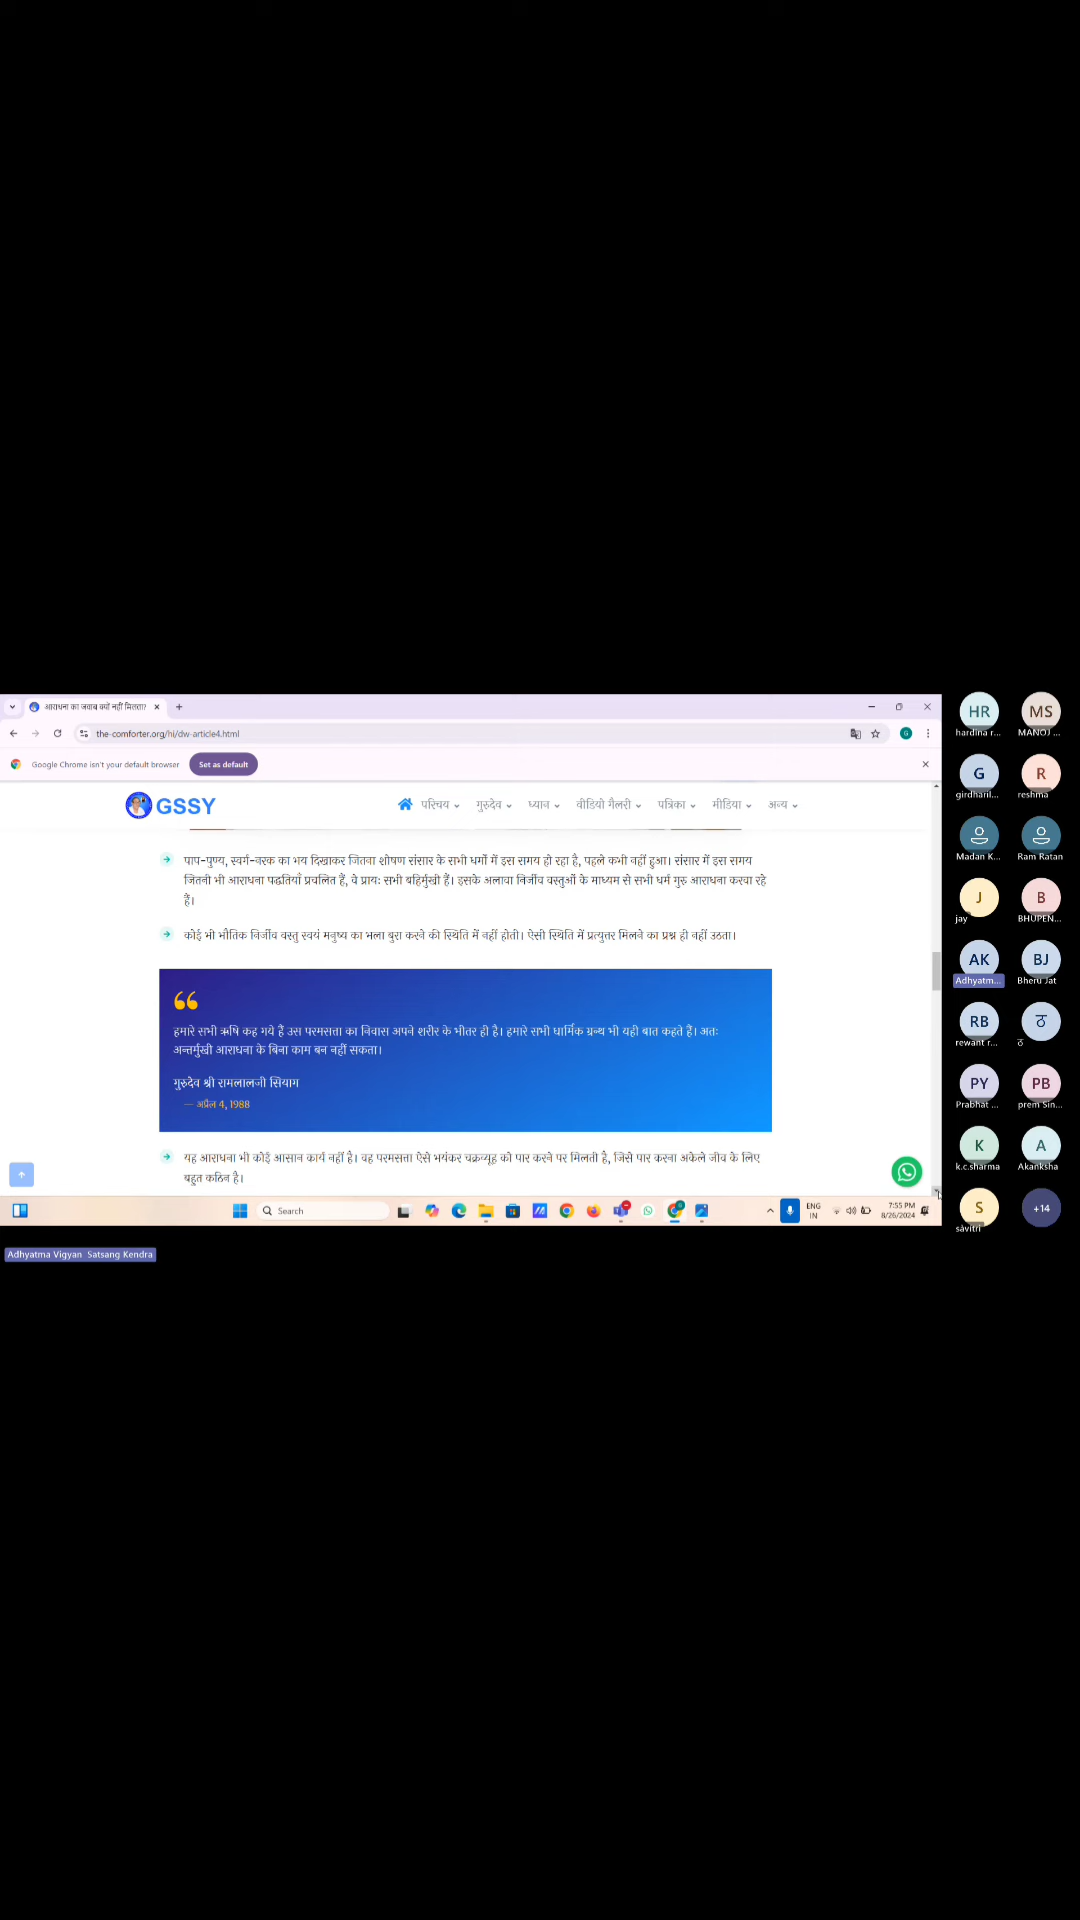 आराधना का जवाब क्यों नहीं मिलता?
the-comforter.org/hi/dw-article4.html
G
Google Chrome isn't your default browser
Set as default
GSSY
परिचय
गुरुदेव
ध्यान
वीडियो गैलरी
पत्रिका
मीडिया
अन्य
पाप-पुण्य, स्वर्ग-नरक का भय दिखाकर जितना शोषण संसार के सभी धर्मों में इस समय हो रहा है, पहले कभी नहीं हुआ। संसार में इस समय
जितनी भी आराधना पद्धतियाँ प्रचलित हैं, वे प्रायः सभी बहिर्मुखी हैं। इसके अलावा निर्जीव वस्तुओं के माध्यम से सभी धर्म गुरु आराधना करवा रहे
हैं।
कोई भी भौतिक निर्जीव वस्तु स्वयं मनुष्य का भला बुरा करने की स्थिति में नहीं होती। ऐसी स्थिति में प्रत्युत्तर मिलने का प्रश्न ही नहीं उठता।
हमारे सभी ऋषि कह गये हैं उस परमसत्ता का निवास अपने शरीर के भीतर ही है। हमारे सभी धार्मिक ग्रन्थ भी यही बात कहते हैं। अतः
अन्तर्मुखी आराधना के बिना काम बन नहीं सकता।
गुरुदेव श्री रामलालजी सियाग
— अप्रैल 4, 1988
यह आराधना भी कोई आसान कार्य नहीं है। वह परमसत्ता ऐसे भयंकर चक्रव्यूह को पार करने पर मिलती है, जिसे पार करना अकेले जीव के लिए
बहुत कठिन है।
Search
ENG
IN
7:55 PM
8/26/2024
Adhyatma Vigyan Satsang Kendra
HR
MS
hardina r...
MANOJ ...
G
R
girdharil...
reshma
Madan K...
Ram Ratan
J
B
jay
BHUPEN...
AK
BJ
Adhyatm...
Bheru Jat
RB
ठ
rewant r...
ठ
PY
PB
Prabhat ...
prem Sin...
K
A
k.c.sharma
Akanksha
S
+14
savitri